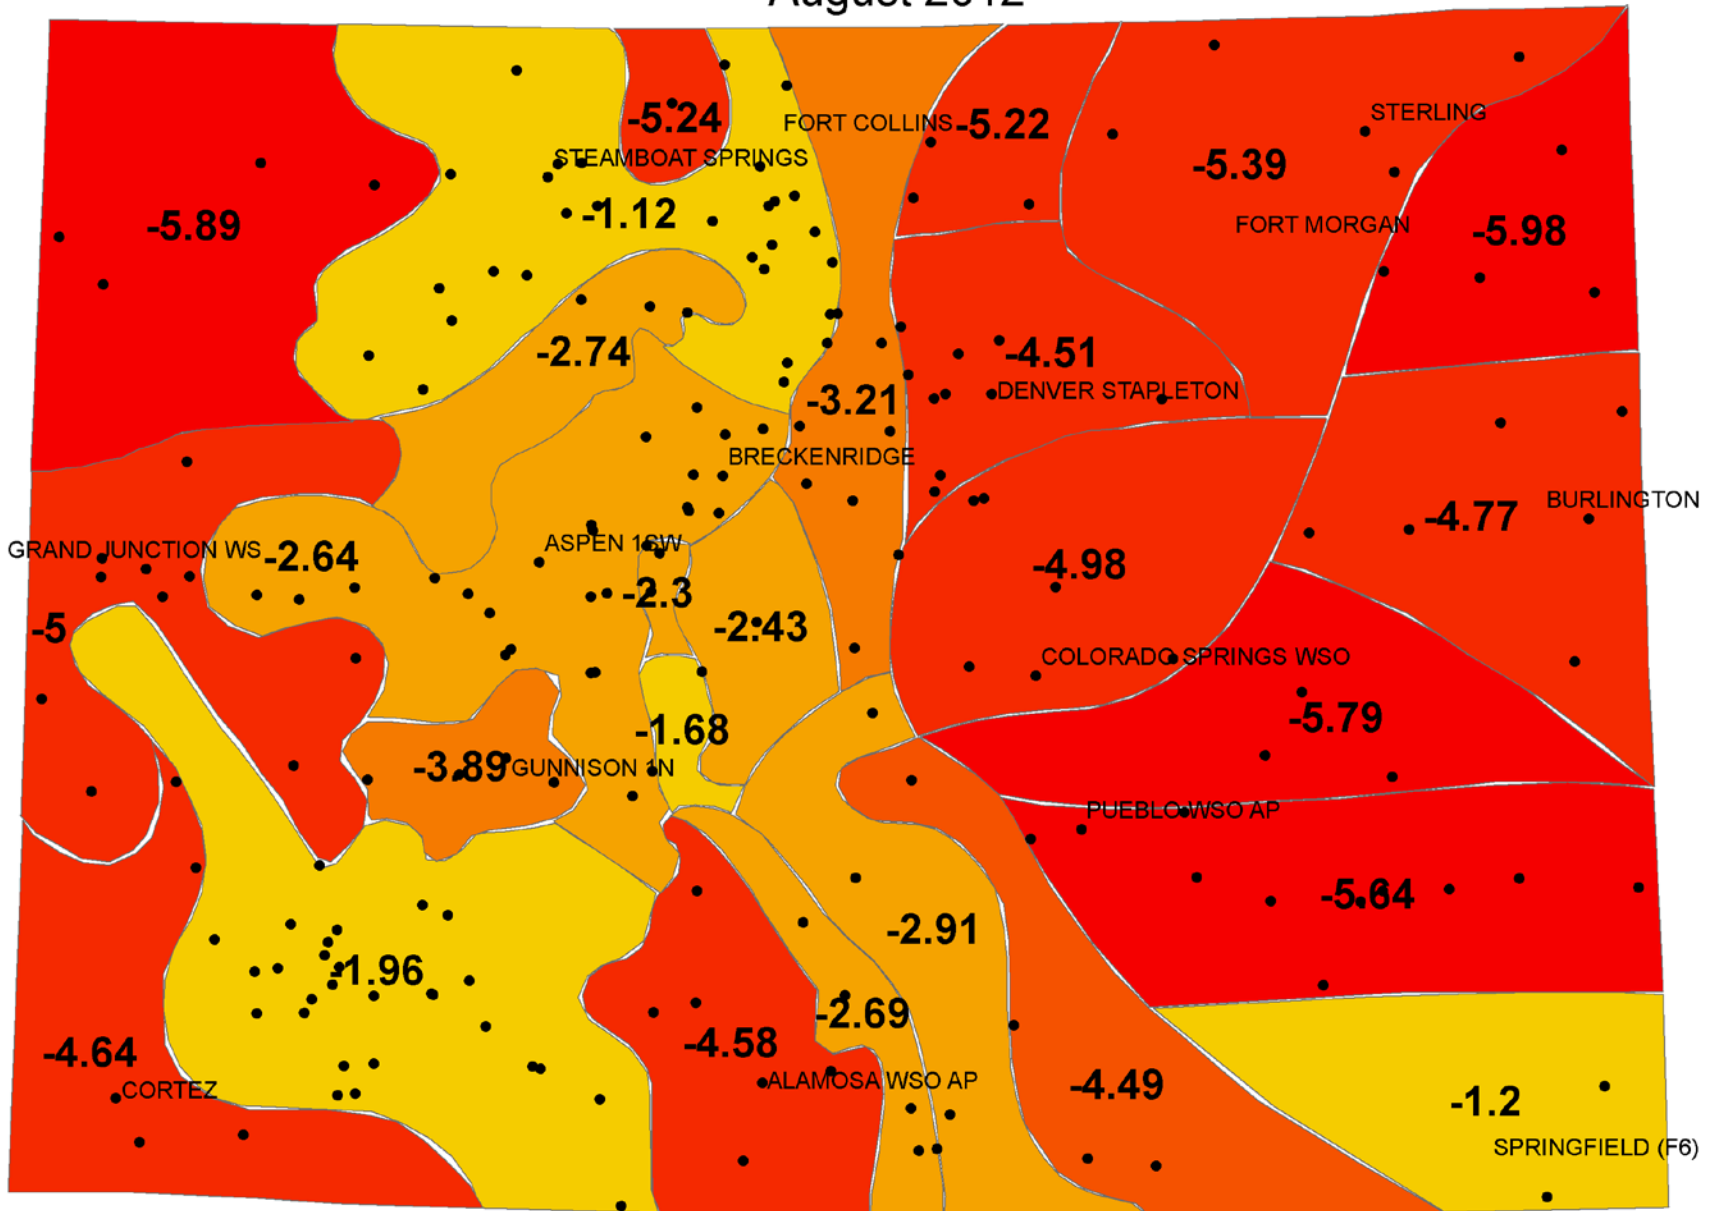 August 2012
-5.24
FORT COLLINS
-5.22
STERLING
STEAMBOAT SPRINGS
-5.39
-5.89
-1.12
FORT MORGAN
-5.98
-2.74
-4.51
DENVER STAPLETON
-3.21
BRECKENRIDGE
BURLINGTON
-4.77
GRAND JUNCTION WS
-2.64
ASPEN 1SW
-4.98
-2.3
-5
-2.43
COLORADO SPRINGS WSO
-5.79
-1.68
-3.89
GUNNISON 1N
PUEBLO WSO AP
-5.64
-2.91
-1.96
-2.69
-4.64
-4.58
CORTEZ
ALAMOSA WSO AP
-4.49
-1.2
SPRINGFIELD (F6)